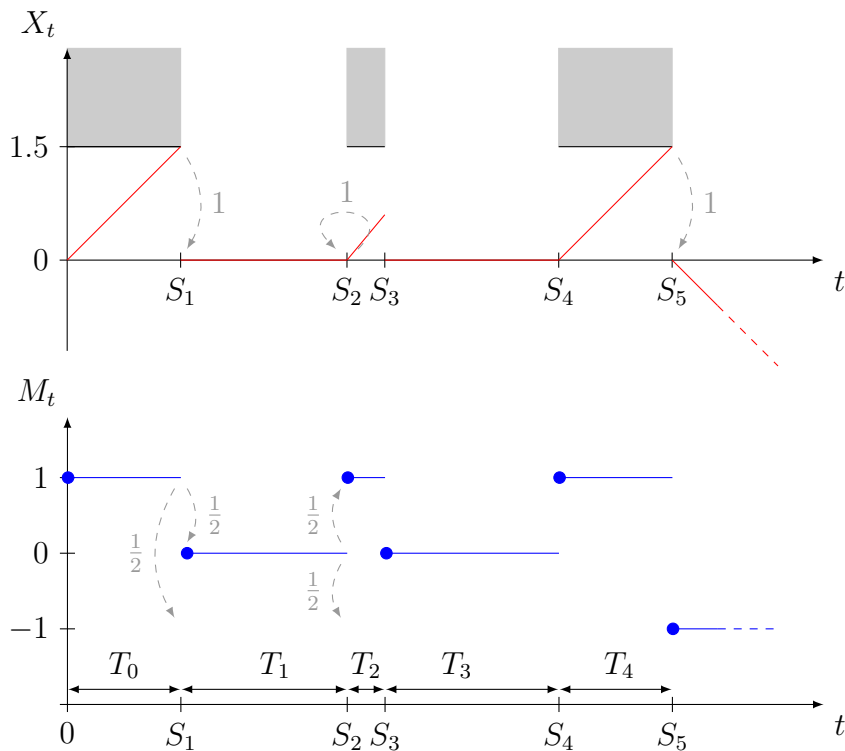 X_t
1.5
1 1 1
0
S_1 S_2 S_3 S_4 S_5 t
M_t
1
1/2 1/2
0 1/2
1/2
−1
T_0 T_1 T_2 T_3 T_4
0 S_1 S_2 S_3 S_4 S_5 t